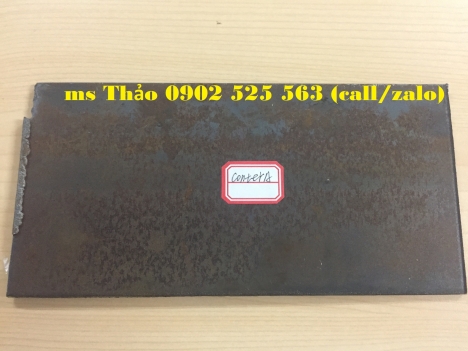 ms Thảo 0902 525 563 (call/zalo)
Corten A